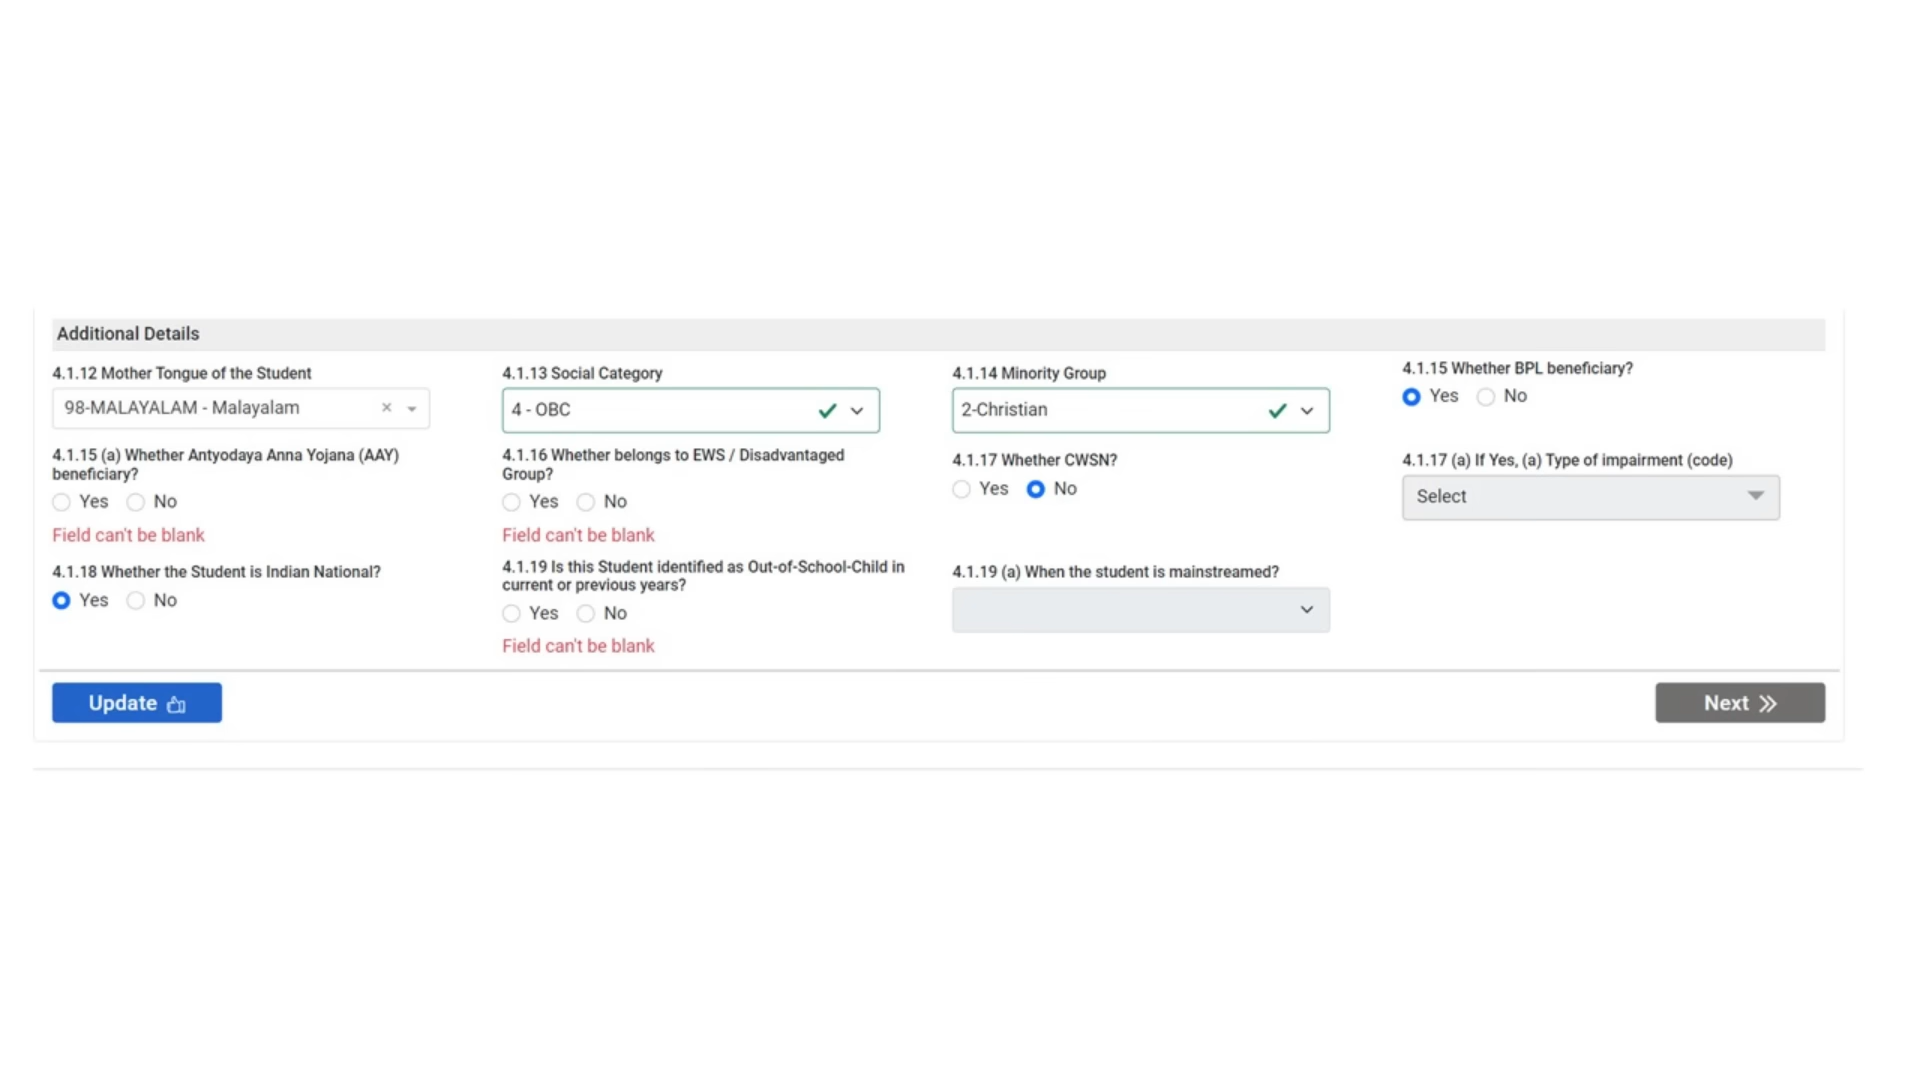 Additional Details
4.1.12 Mother Tongue of the Student
98-MALAYALAM - Malayalam ×
4.1.13 Social Category
4 - OBC
4.1.14 Minority Group
2-Christian
4.1.15 Whether BPL beneficiary?
Yes No
4.1.15 (a) Whether Antyodaya Anna Yojana (AAY)
beneficiary?
Yes No
Field can't be blank
4.1.16 Whether belongs to EWS / Disadvantaged
Group?
Yes No
Field can't be blank
4.1.17 Whether CWSN?
Yes No
4.1.17 (a) If Yes, (a) Type of impairment (code)
Select
4.1.18 Whether the Student is Indian National?
Yes No
4.1.19 Is this Student identified as Out-of-School-Child in
current or previous years?
Yes No
Field can't be blank
4.1.19 (a) When the student is mainstreamed?
Update
Next